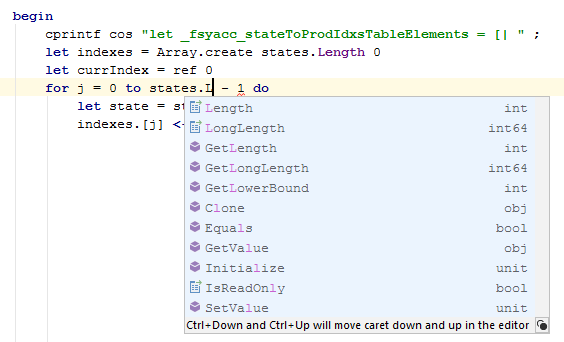 begin
cprintf cos "let _fsyacc_stateToProdIdxsTableElements = [| " ;
let indexes = Array.create states.Length 0
let currIndex = ref 0
for j = 0 to states.L - 1 do
let state = st
indexes.[j] <-
Length int
LongLength int64
GetLength int
GetLongLength int64
GetLowerBound int
Clone obj
Equals bool
GetValue obj
Initialize unit
IsReadOnly bool
SetValue unit
Ctrl+Down and Ctrl+Up will move caret down and up in the editor